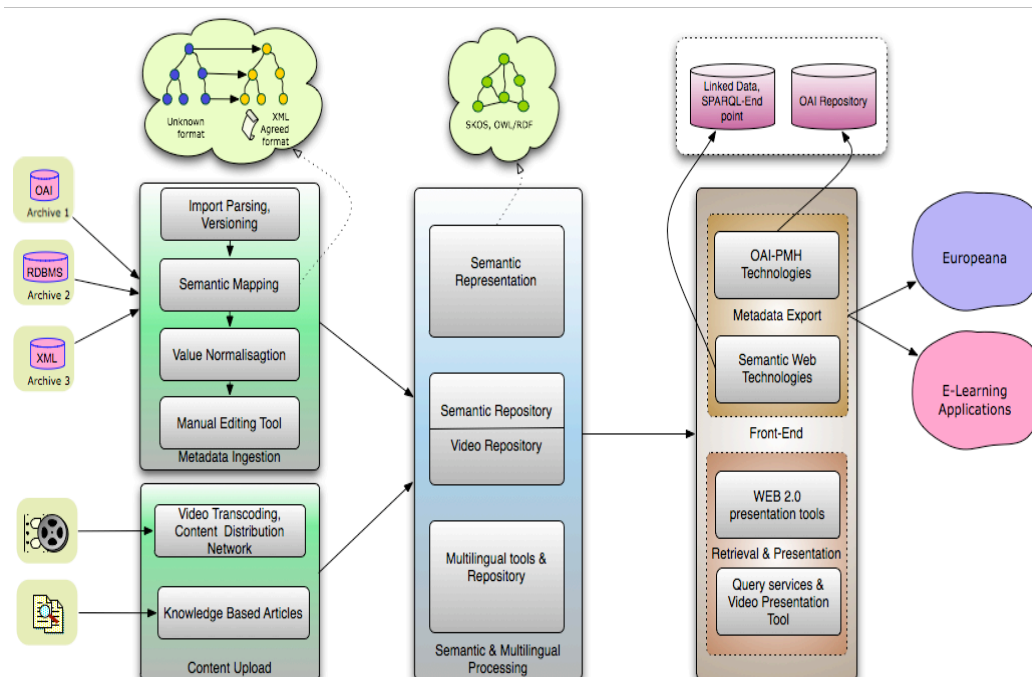 Unknown
format
XML
Agreed
format
SKOS, OWL/RDF
Linked Data,
SPARQL-End
point
OAI Repository
OAI
Archive 1
RDBMS
Archive 2
XML
Archive 3
Import Parsing,
Versioning
Semantic Mapping
Value Normalisagtion
Manual Editing Tool
Metadata Ingestion
Video Transcoding,
Content Distribution
Network
Knowledge Based Articles
Content Upload
Semantic
Representation
Semantic Repository
Video Repository
Multilingual tools &
Repository
Semantic & Multilingual
Processing
OAI-PMH
Technologies
Metadata Export
Semantic Web
Technologies
Front-End
WEB 2.0
presentation tools
Retrieval & Presentation
Query services &
Video Presentation
Tool
Europeana
E-Learning
Applications